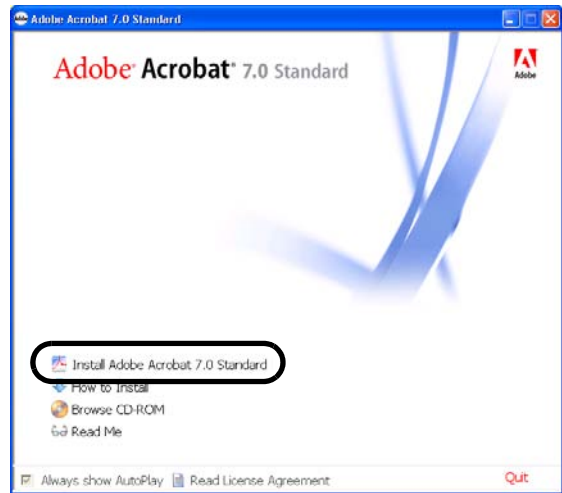 Adobe Acrobat 7.0 Standard
Adobe® Acrobat® 7.0 Standard
Adobe
Install Adobe Acrobat 7.0 Standard
How to Install
Browse CD-ROM
Read Me
Always show AutoPlay Read License Agreement Quit